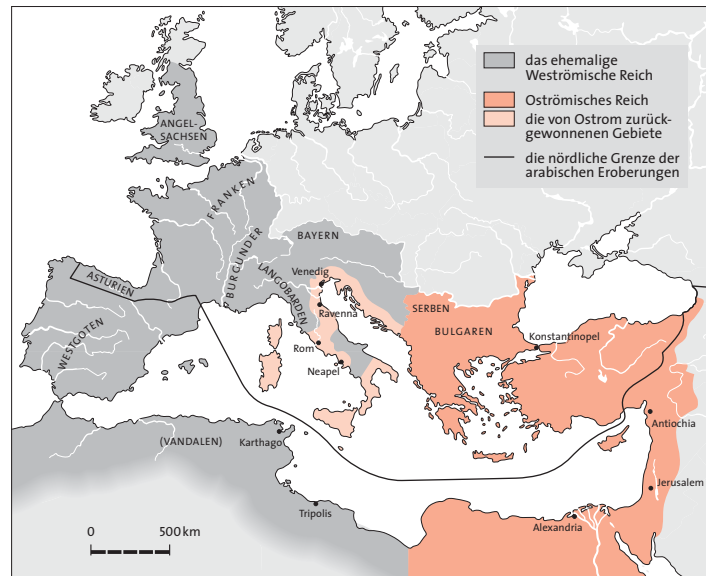 das ehemalige
Weströmische Reich
Oströmisches Reich
die von Ostrom zurück-
gewonnenen Gebiete
die nördliche Grenze der
arabischen Eroberungen
ANGEL-
SACHSEN
FRANKEN
BURGUNDER
BAYERN
LANGOBARDEN
Venedig
Ravenna
ASTURIEN
WESTGOTEN
Rom
Neapel
SERBEN
BULGAREN
Konstantinopel
(VANDALEN)
Karthago
Antiochia
Jerusalem
Tripolis
Alexandria
0 500 km